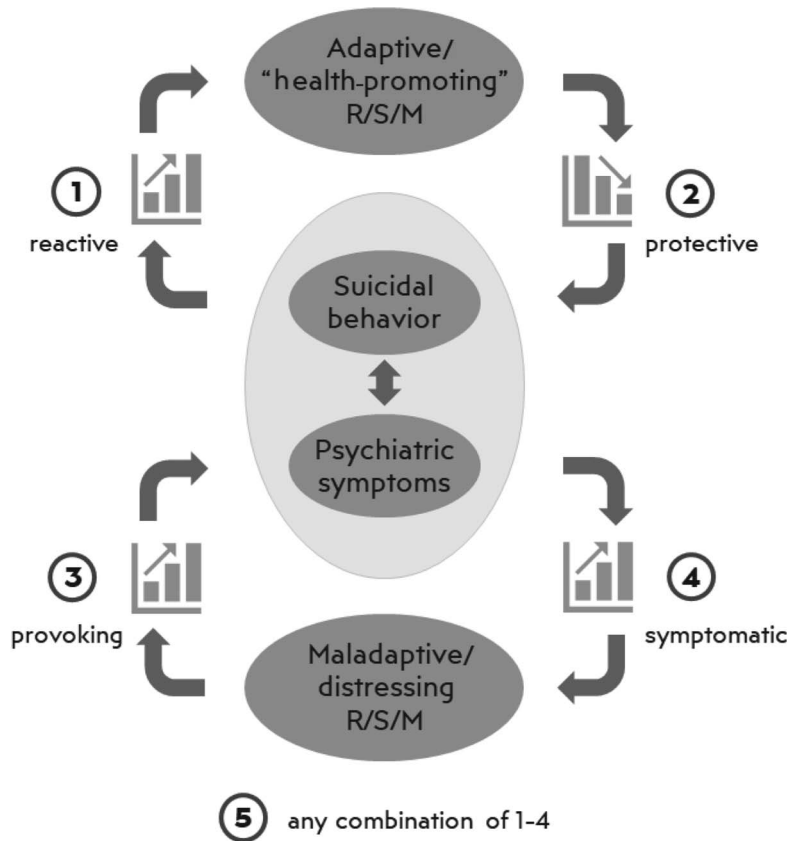 Adaptive/
“health-promoting”
R/S/M
1
reactive
2
protective
Suicidal
behavior
Psychiatric
symptoms
3
provoking
4
symptomatic
Maladaptive/
distressing
R/S/M
5 any combination of 1-4